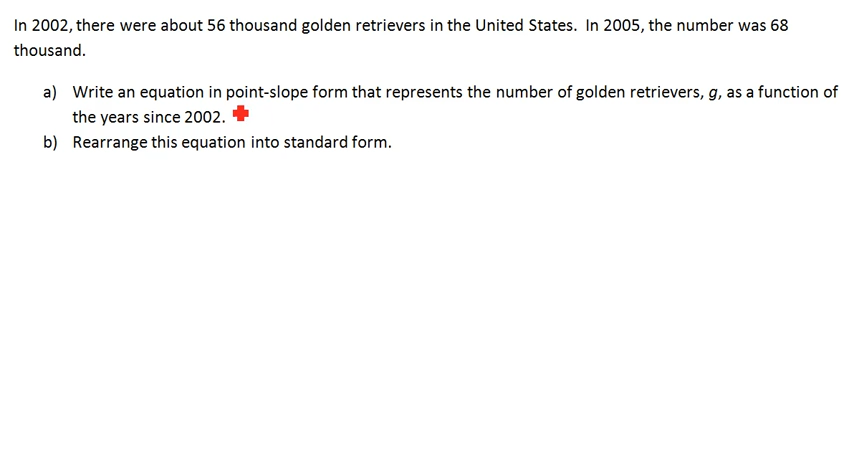 In 2002, there were about 56 thousand golden retrievers in the United States.  In 2005, the number was 68
thousand.
a) Write an equation in point-slope form that represents the number of golden retrievers, g, as a function of
the years since 2002.
b) Rearrange this equation into standard form.